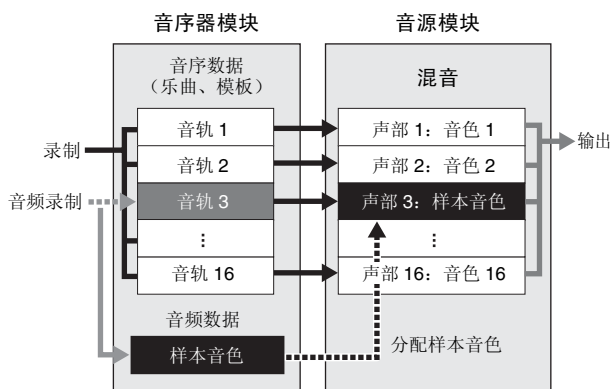 音序器模块
音源模块
音序数据
（乐曲、模板）
混音
音轨 1
声部 1：音色 1
录制
输出
音轨 2
声部 2：音色 2
音频录制
音轨 3
声部 3：样本音色
⋮
⋮
音轨 16
声部 16：音色 16
音频数据
样本音色
分配样本音色